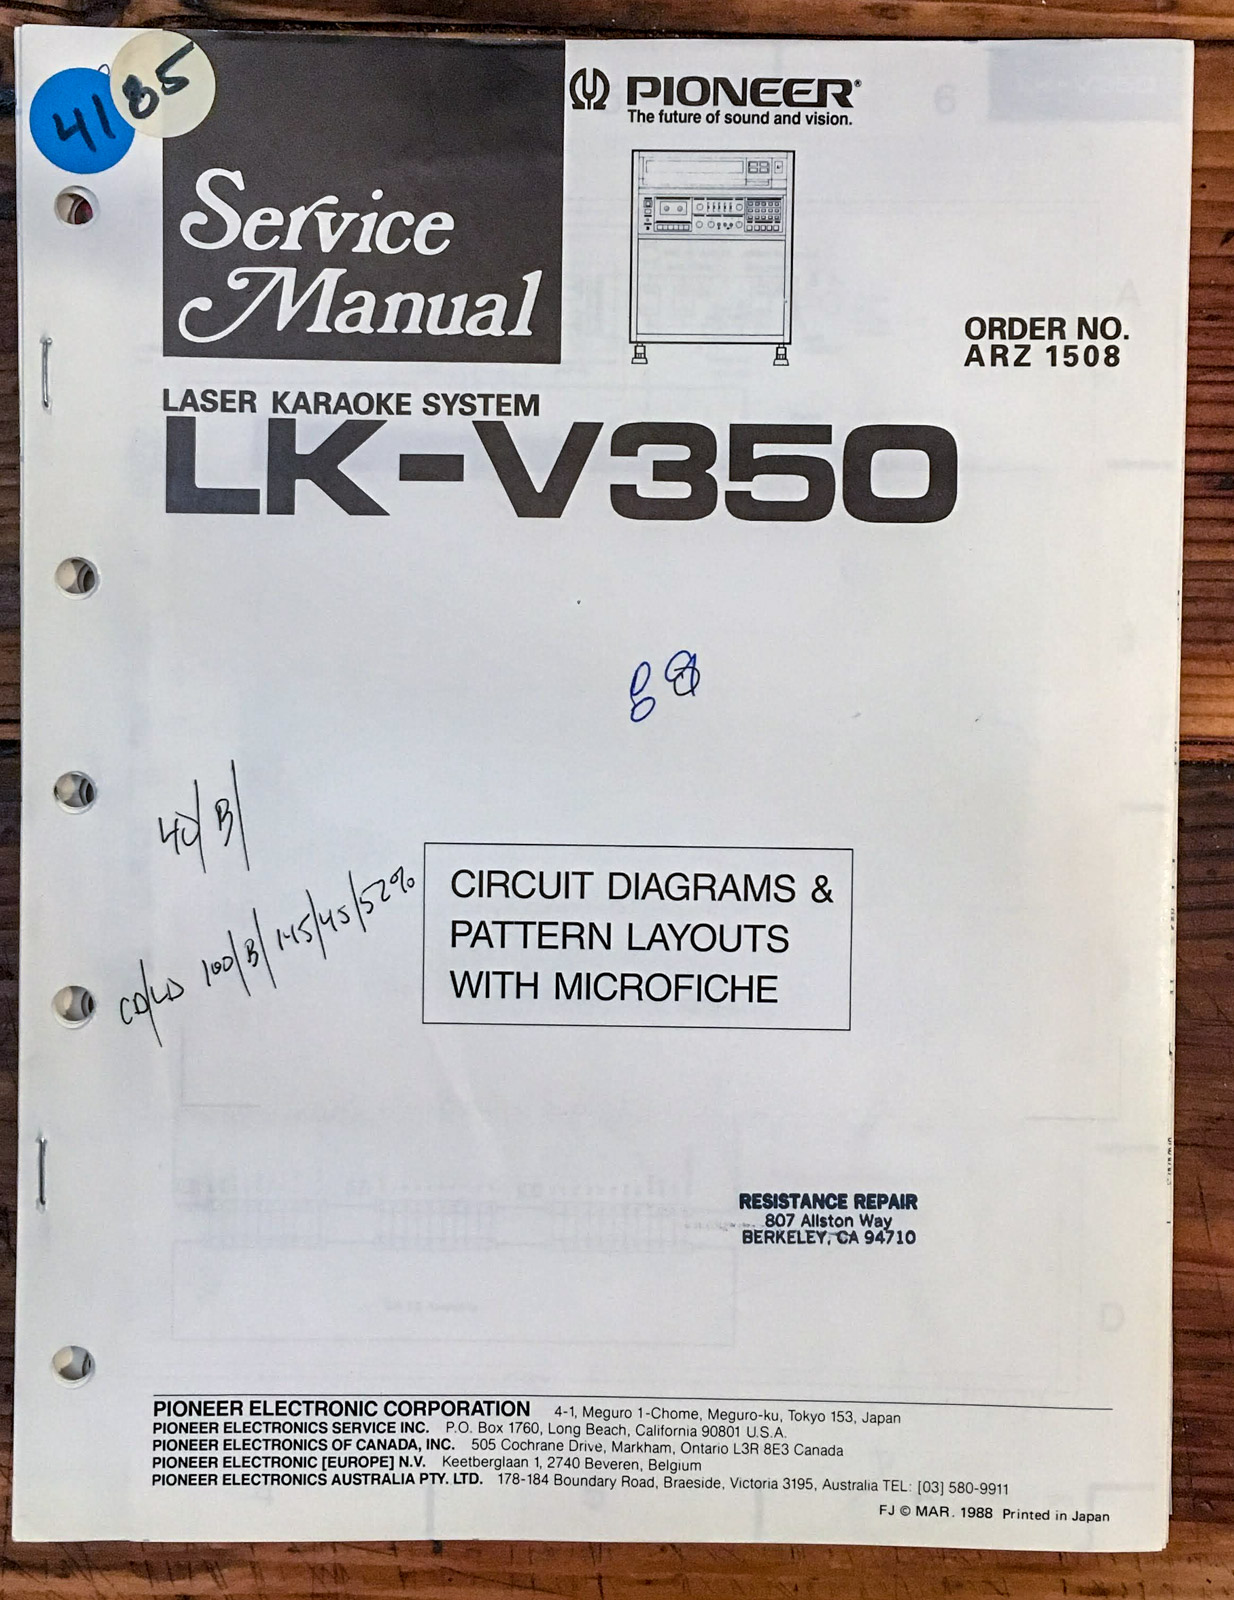 41
85
Service
Manual
PIONEER®
The future of sound and vision.
ORDER NO.
ARZ 1508
LASER KARAOKE SYSTEM
LK-V350
40/B/
CD/LD 100/B/145/45/52%
CIRCUIT DIAGRAMS &
PATTERN LAYOUTS
WITH MICROFICHE
RESISTANCE REPAIR
807 Allston Way
BERKELEY, CA 94710
PIONEER ELECTRONIC CORPORATION 4-1, Meguro 1-Chome, Meguro-ku, Tokyo 153, Japan
PIONEER ELECTRONICS SERVICE INC. P.O. Box 1760, Long Beach, California 90801 U.S.A.
PIONEER ELECTRONICS OF CANADA, INC. 505 Cochrane Drive, Markham, Ontario L3R 8E3 Canada
PIONEER ELECTRONIC [EUROPE] N.V. Keetberglaan 1, 2740 Beveren, Belgium
PIONEER ELECTRONICS AUSTRALIA PTY. LTD. 178-184 Boundary Road, Braeside, Victoria 3195, Australia TEL: [03] 580-9911
FJ © MAR. 1988 Printed in Japan